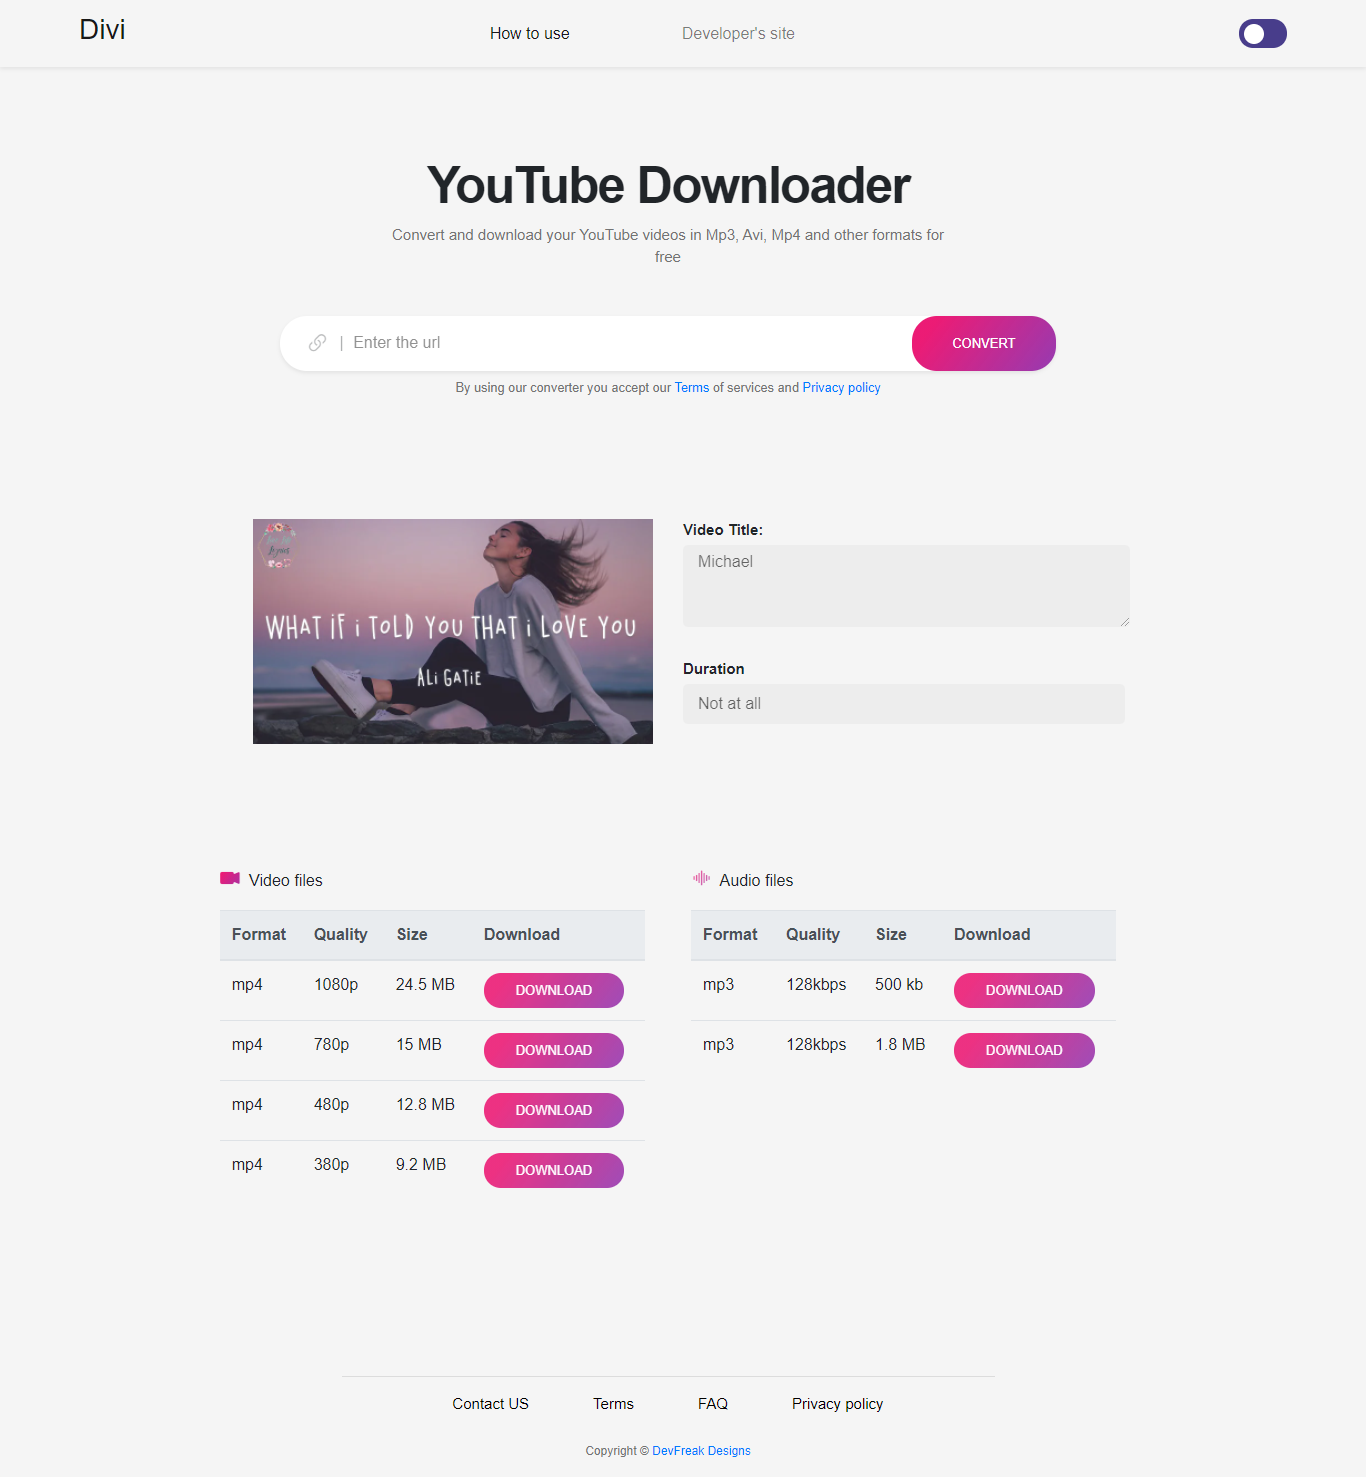 Divi
How to use
Developer's site
YouTube Downloader
Convert and download your YouTube videos in Mp3, Avi, Mp4 and other formats for
free
| Enter the url
CONVERT
By using our converter you accept our Terms of services and Privacy policy
WHAT iF i TOLD YOU THAT i LOVE YOU
ALi GATiE
Video Title:
Michael
Duration
Not at all
Video files
Format Quality Size Download
mp4 1080p 24.5 MB DOWNLOAD
mp4 780p 15 MB DOWNLOAD
mp4 480p 12.8 MB DOWNLOAD
mp4 380p 9.2 MB DOWNLOAD
Audio files
Format Quality Size Download
mp3 128kbps 500 kb DOWNLOAD
mp3 128kbps 1.8 MB DOWNLOAD
Contact US Terms FAQ Privacy policy
Copyright © DevFreak Designs